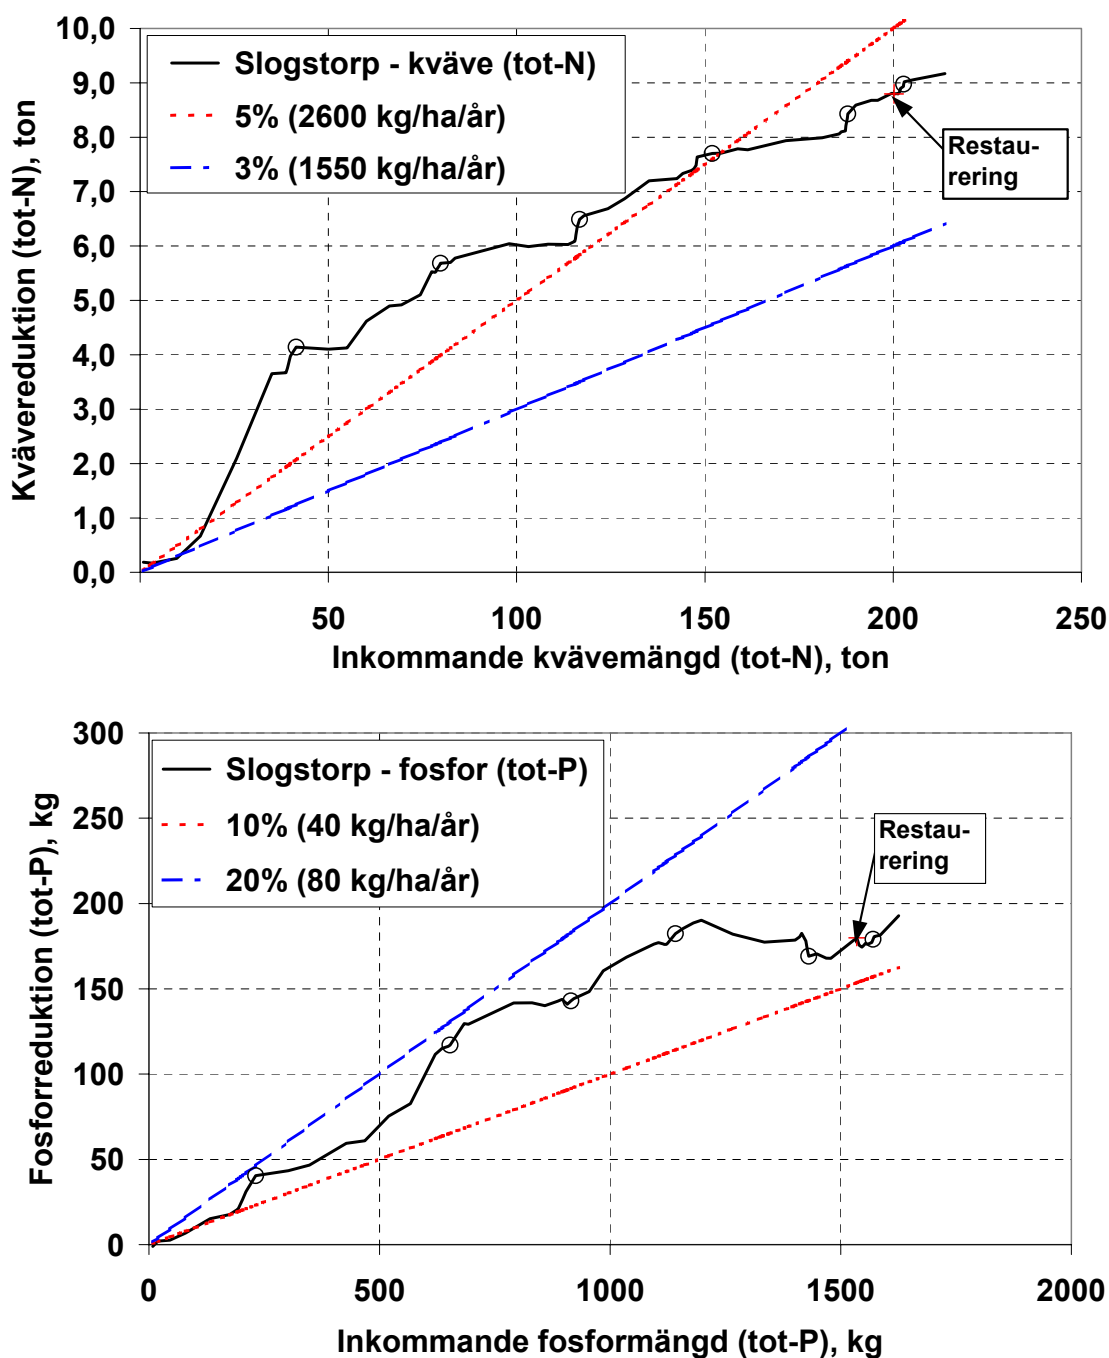 10,0
9,0
8,0
7,0
6,0
5,0
4,0
3,0
2,0
1,0
0,0
Kvävereduktion (tot-N), ton
Slogstorp - kväve (tot-N)
5% (2600 kg/ha/år)
3% (1550 kg/ha/år)
Restau-
rering
50
100
150
200
250
Inkommande kvävemängd (tot-N), ton
300
250
200
150
100
50
0
Fosforreduktion (tot-P), kg
Slogstorp - fosfor (tot-P)
10% (40 kg/ha/år)
20% (80 kg/ha/år)
Restau-
rering
0
500
1000
1500
2000
Inkommande fosformängd (tot-P), kg